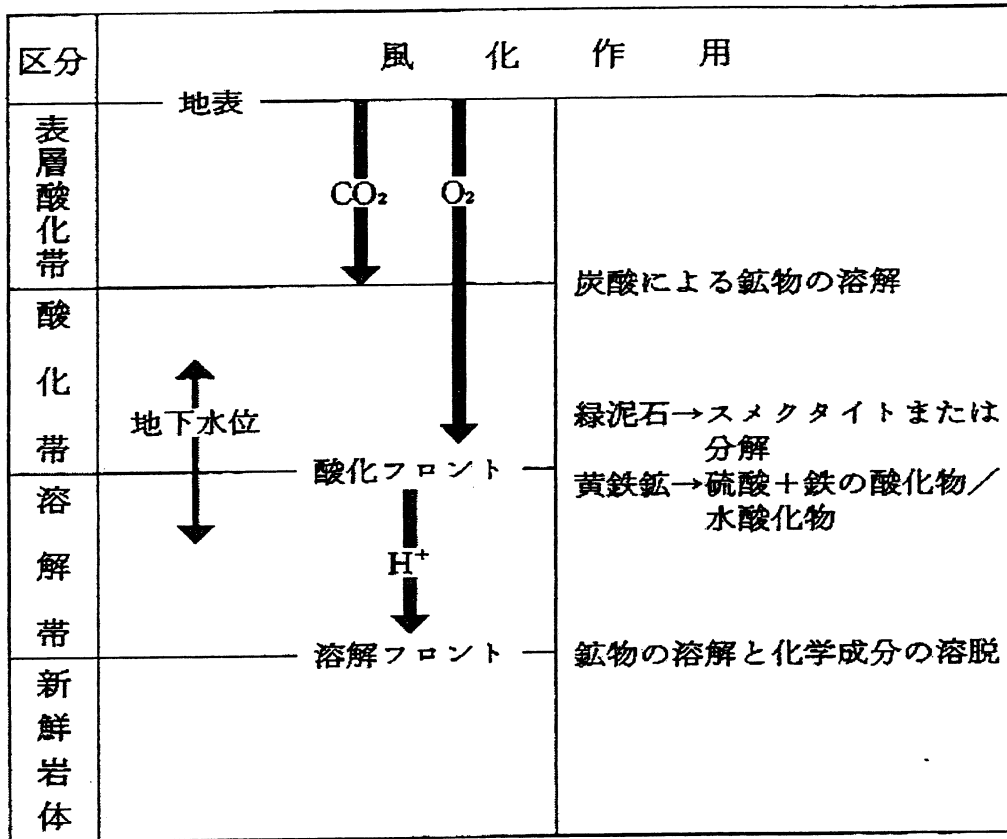 区分
風化作用
地表
表層酸化帯
CO₂
O₂
炭酸による鉱物の溶解
酸化帯
地下水位
緑泥石→スメクタイトまたは
分解
酸化フロント
黄鉄鉱→硫酸＋鉄の酸化物／
水酸化物
溶解帯
H⁺
溶解フロント
鉱物の溶解と化学成分の溶脱
新鮮岩体